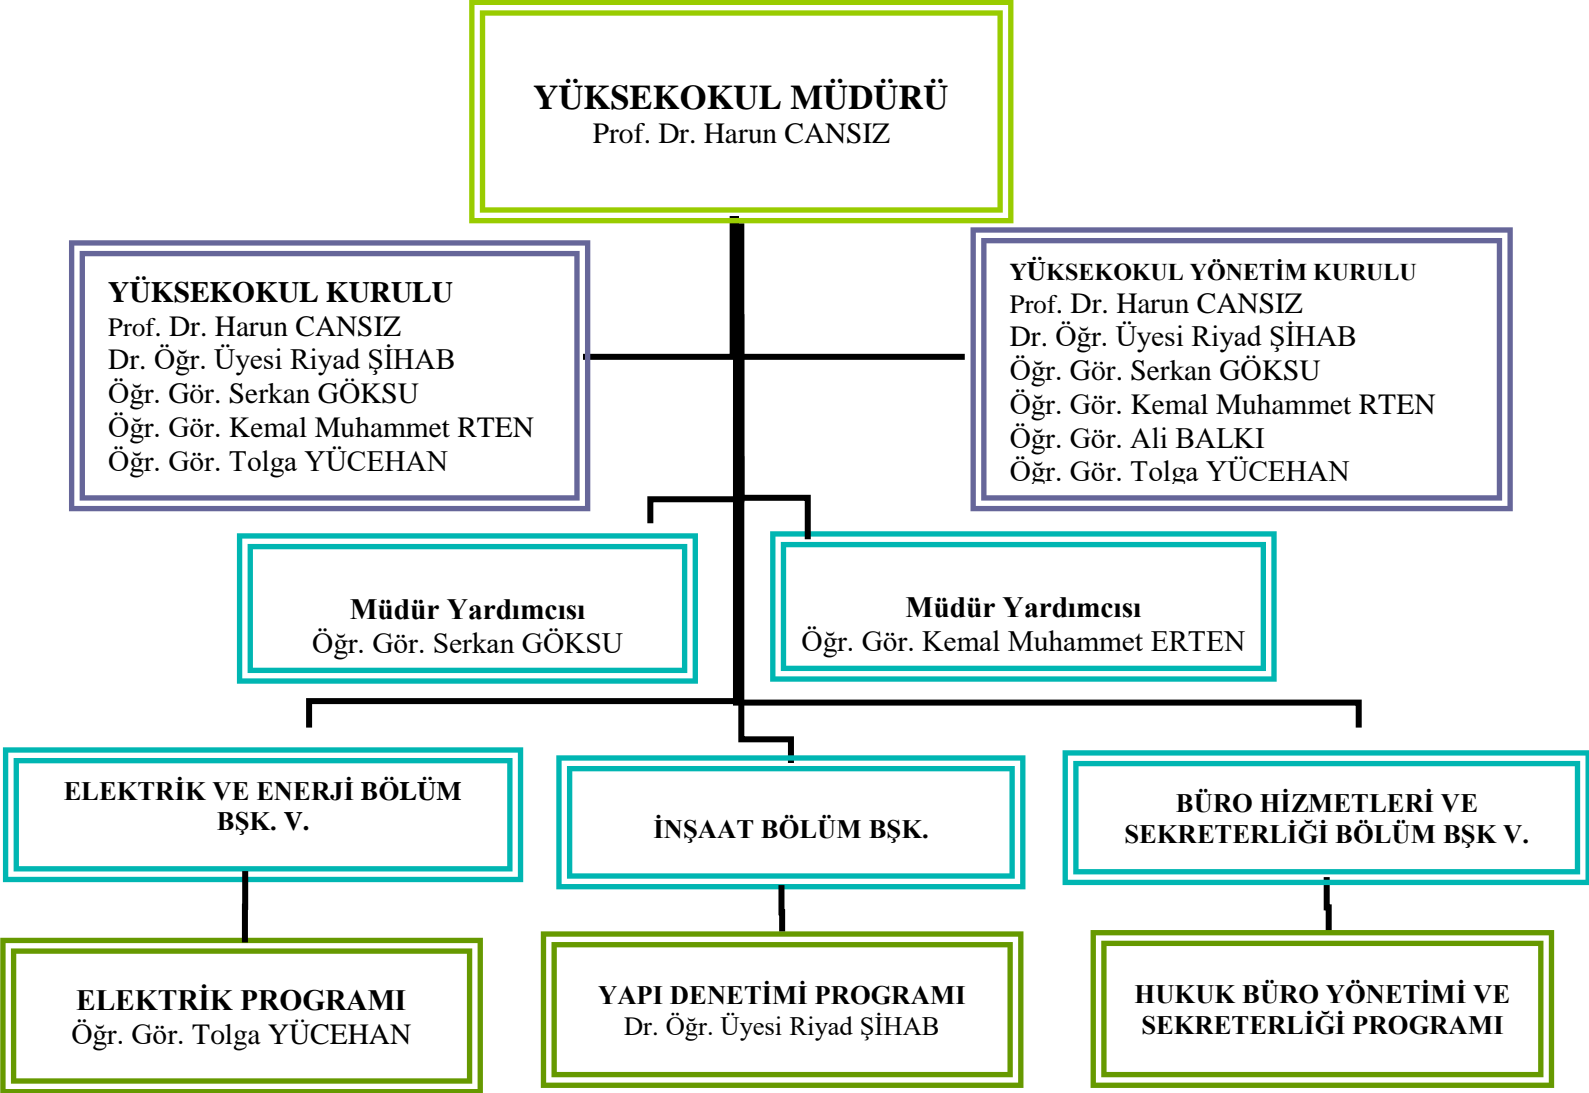 YÜKSEKOKUL MÜDÜRÜ
Prof. Dr. Harun CANSIZ
YÜKSEKOKUL KURULU
Prof. Dr. Harun CANSIZ
Dr. Öğr. Üyesi Riyad ŞİHAB
Öğr. Gör. Serkan GÖKSU
Öğr. Gör. Kemal Muhammet RTEN
Öğr. Gör. Tolga YÜCEHAN
YÜKSEKOKUL YÖNETİM KURULU
Prof. Dr. Harun CANSIZ
Dr. Öğr. Üyesi Riyad ŞİHAB
Öğr. Gör. Serkan GÖKSU
Öğr. Gör. Kemal Muhammet RTEN
Öğr. Gör. Ali BALKI
Öğr. Gör. Tolga YÜCEHAN
Müdür Yardımcısı
Öğr. Gör. Serkan GÖKSU
Müdür Yardımcısı
Öğr. Gör. Kemal Muhammet ERTEN
ELEKTRİK VE ENERJİ BÖLÜM
BŞK. V.
İNŞAAT BÖLÜM BŞK.
BÜRO HİZMETLERİ VE
SEKRETERLİĞİ BÖLÜM BŞK V.
ELEKTRİK PROGRAMI
Öğr. Gör. Tolga YÜCEHAN
YAPI DENETİMİ PROGRAMI
Dr. Öğr. Üyesi Riyad ŞİHAB
HUKUK BÜRO YÖNETİMİ VE
SEKRETERLİĞİ PROGRAMI